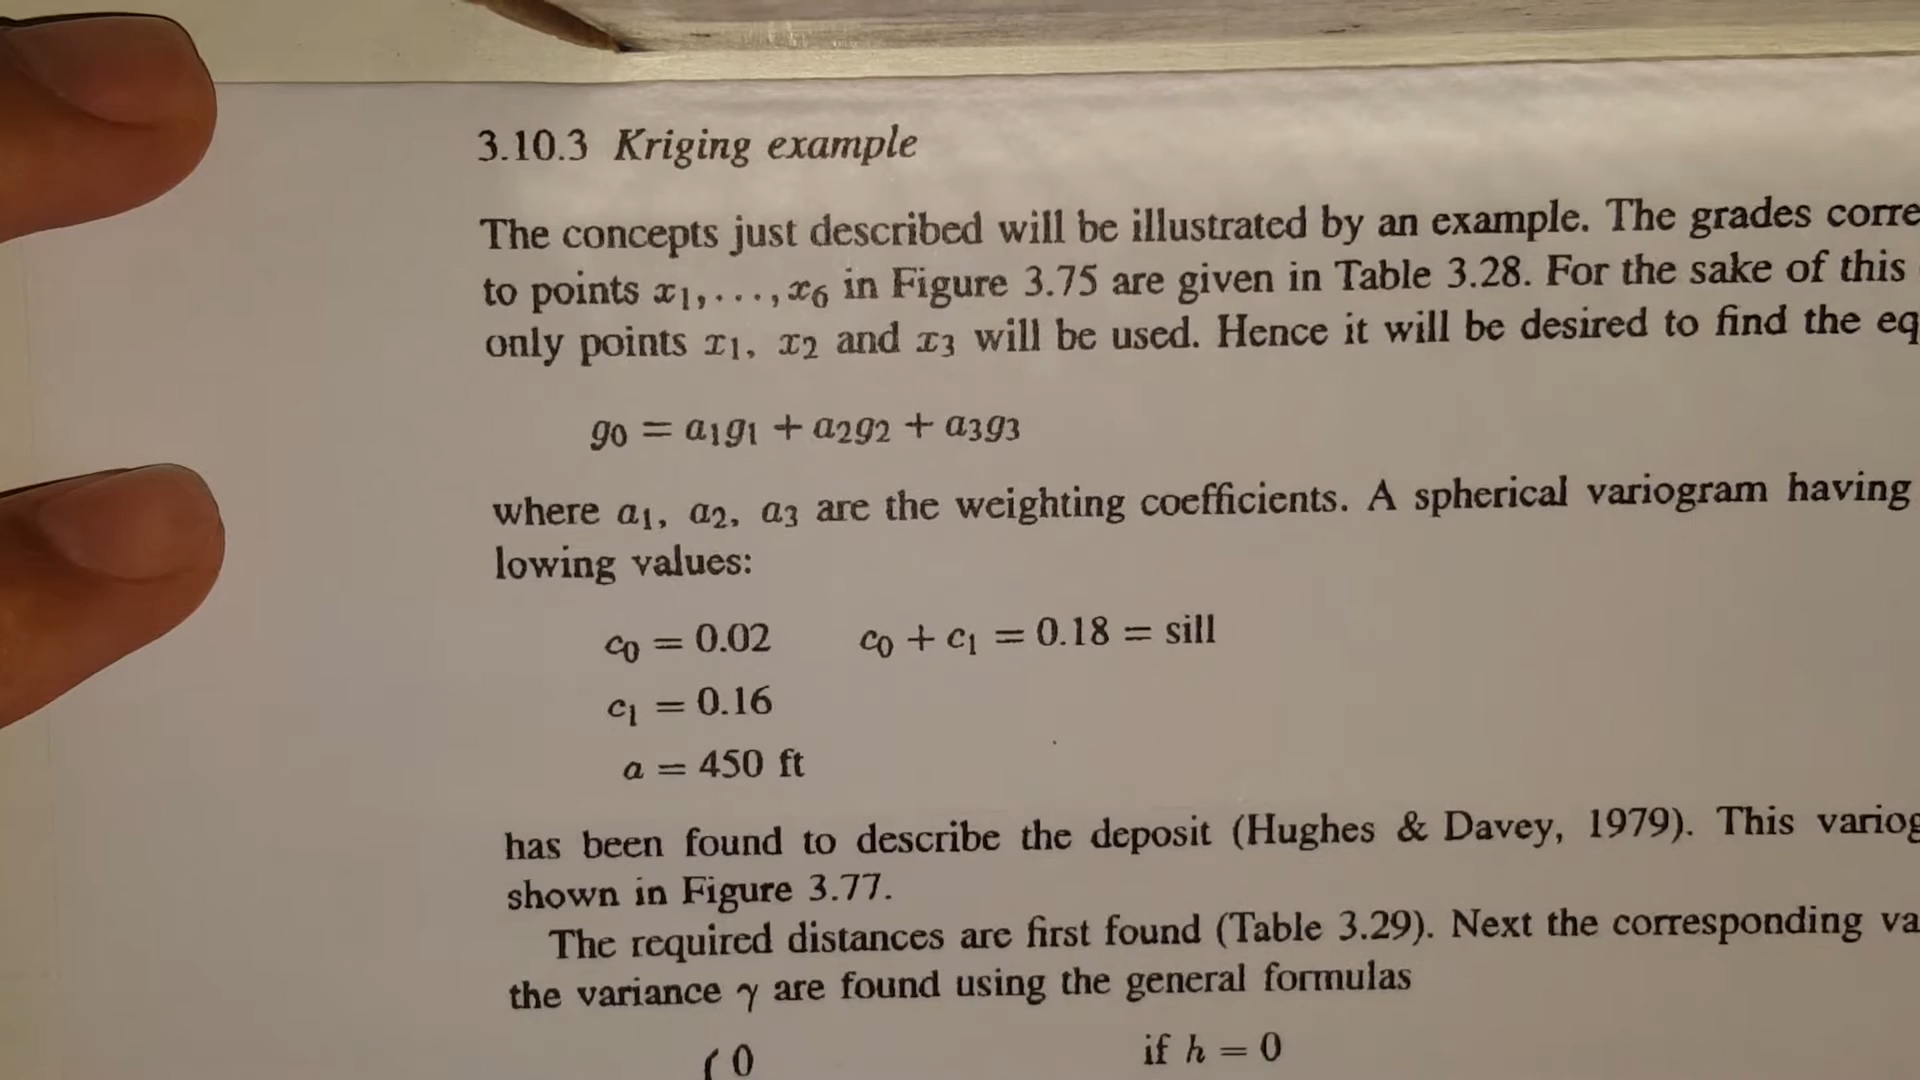 3.10.3 Kriging example
The concepts just described will be illustrated by an example. The grades corre
to points x₁,...,x₆ in Figure 3.75 are given in Table 3.28. For the sake of this
only points x₁, x₂ and x₃ will be used. Hence it will be desired to find the eq
g₀ = a₁g₁ + a₂g₂ + a₃g₃
where a₁, a₂, a₃ are the weighting coefficients. A spherical variogram having
lowing values:
c₀ = 0.02 c₀ + c₁ = 0.18 = sill
c₁ = 0.16
a = 450 ft
has been found to describe the deposit (Hughes & Davey, 1979). This variog
shown in Figure 3.77.
The required distances are first found (Table 3.29). Next the corresponding va
the variance γ are found using the general formulas
( 0 if h = 0